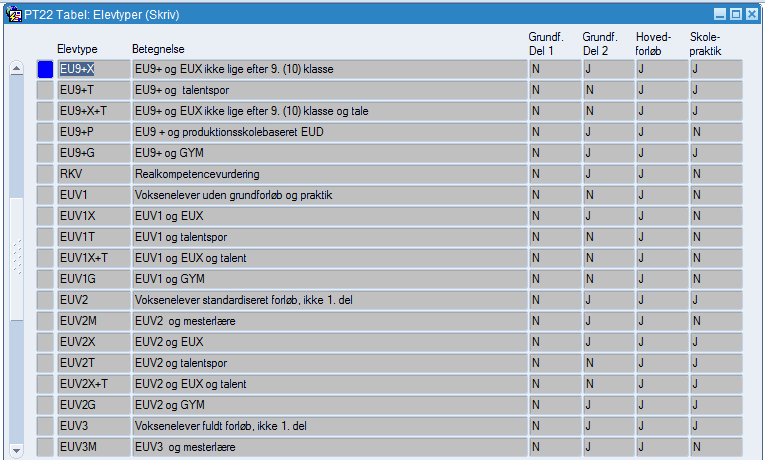 PT22 Tabel: Elevtyper (Skriv)
Grundf. Grundf. Hoved- Skole-
Elevtype Betegnelse Del 1 Del 2 forløb praktik
EU9+X EU9+ og EUX ikke lige efter 9. (10) klasse N J J J
EU9+T EU9+ og talentspor N N J J
EU9+X+T EU9+ og EUX ikke lige efter 9. (10) klasse og tale N N J J
EU9+P EU9 + og produktionsskolebaseret EUD N J J N
EU9+G EU9+ og GYM N J J J
RKV Realkompetencevurdering N J J N
EUV1 Voksenelever uden grundforløb og praktik N N J N
EUV1X EUV1 og EUX N J J N
EUV1T EUV1 og talentspor N N J N
EUV1X+T EUV1 og EUX og talent N N J N
EUV1G EUV1 og GYM N N J N
EUV2 Voksenelever standardiseret forløb, ikke 1. del N J J J
EUV2M EUV2 og mesterlære N J J N
EUV2X EUV2 og EUX N J J J
EUV2T EUV2 og talentspor N N J J
EUV2X+T EUV2 og EUX og talent N N J J
EUV2G EUV2 og GYM N J J J
EUV3 Voksenelever fuldt forløb, ikke 1. del N J J J
EUV3M EUV3 og mesterlære N J J N